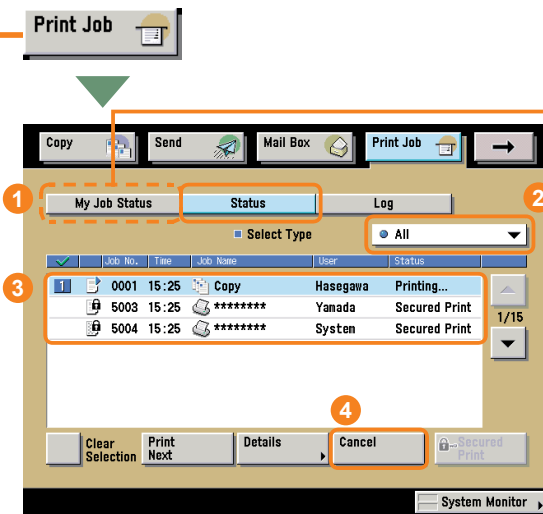 Print Job
Copy Send Mail Box Print Job
1 My Job Status Status Log 2
Select Type All
Job No. Time Job Name User Status
3 1 0001 15:25 Copy Hasegawa Printing...
5003 15:25 ******** Yamada Secured Print
5004 15:25 ******** System Secured Print
1/15
4
Clear Selection Print Next Details Cancel Secured Print
System Monitor